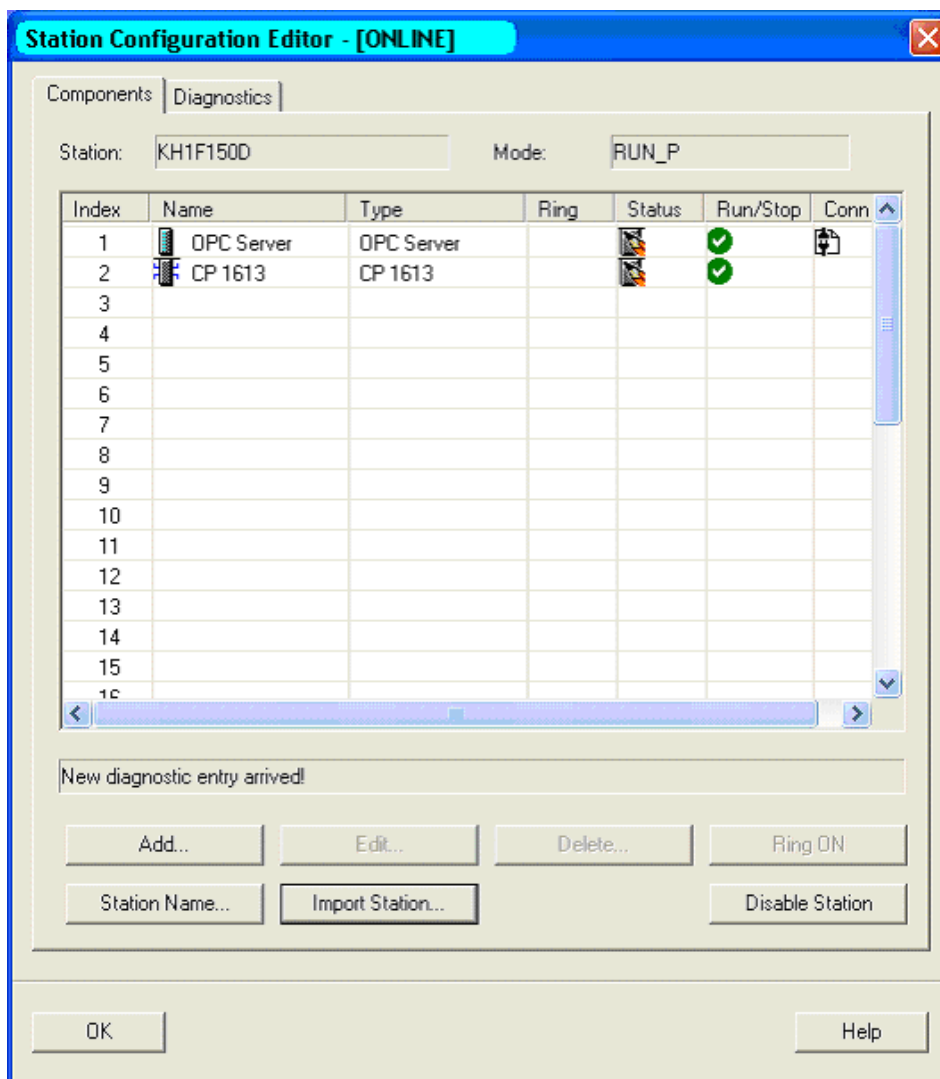 Station Configuration Editor - [ONLINE]
Components Diagnostics
Station: KH1F150D Mode: RUN_P
Index Name Type Ring Status Run/Stop Conn
1 OPC Server OPC Server
2 CP 1613 CP 1613
3
4
5
6
7
8
9
10
11
12
13
14
15
16
New diagnostic entry arrived!
Add... Edit... Delete... Ring ON
Station Name... Import Station... Disable Station
OK Help